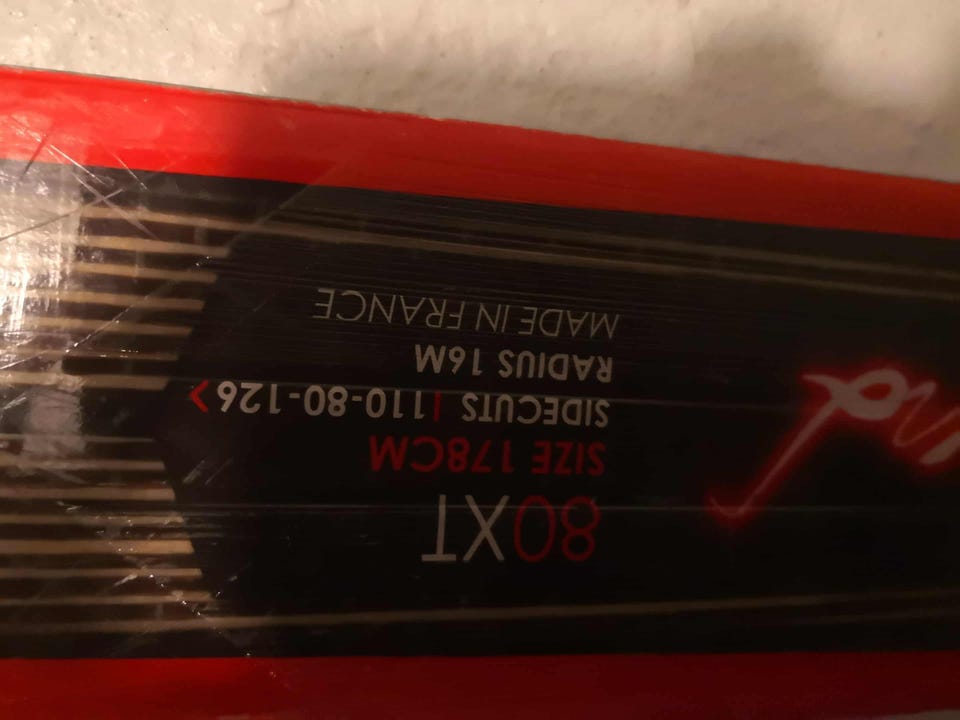 80XT
SIZE 178CM
SIDECUTS | 110-80-126 >
RADIUS 16M
MADE IN FRANCE